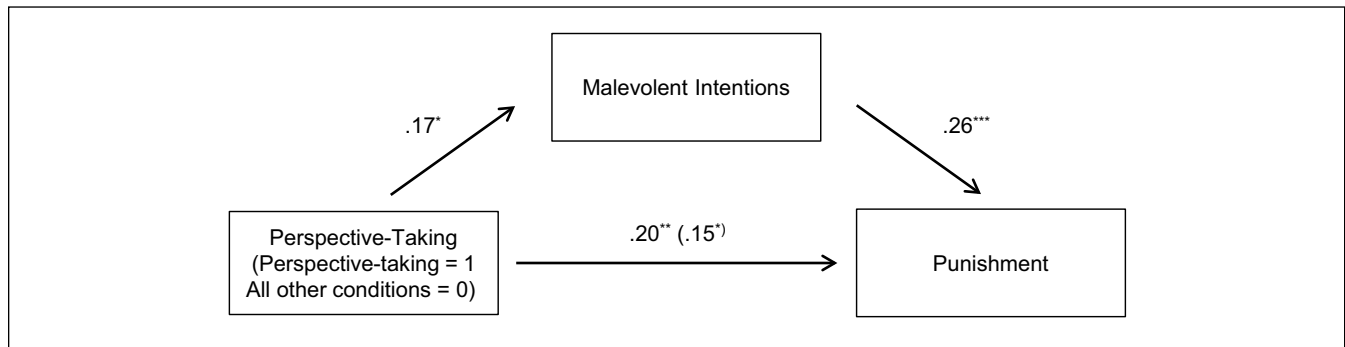 Malevolent Intentions
.17*
.26***
Perspective-Taking
(Perspective-taking = 1
All other conditions = 0)
.20** (.15*)
Punishment